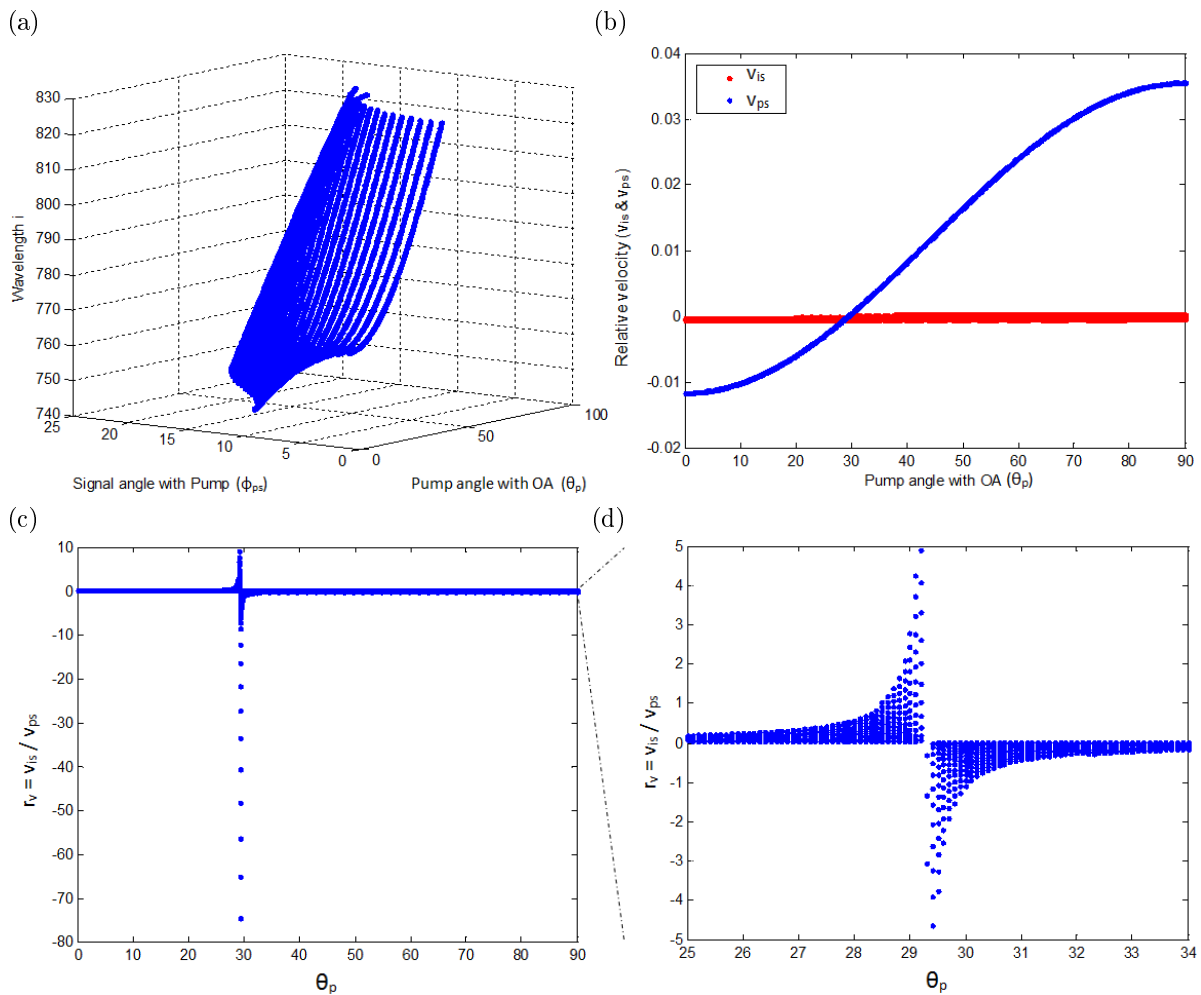 (a)
830
820
810
800
790
780
770
760
750
740
25
20
15
10
5
0
0
50
100
Wavelength i
Signal angle with Pump (ϕps)
Pump angle with OA (θp)
(b)
0.04
0.03
0.02
0.01
0
-0.01
-0.02
0 10 20 30 40 50 60 70 80 90
Relative velocity (vis & vps)
Pump angle with OA (θp)
vis
vps
(c)
10
0
-10
-20
-30
-40
-50
-60
-70
-80
0 10 20 30 40 50 60 70 80 90
rv = vis / vps
θp
(d)
5
4
3
2
1
0
-1
-2
-3
-4
-5
25 26 27 28 29 30 31 32 33 34
rv = vis / vps
θp